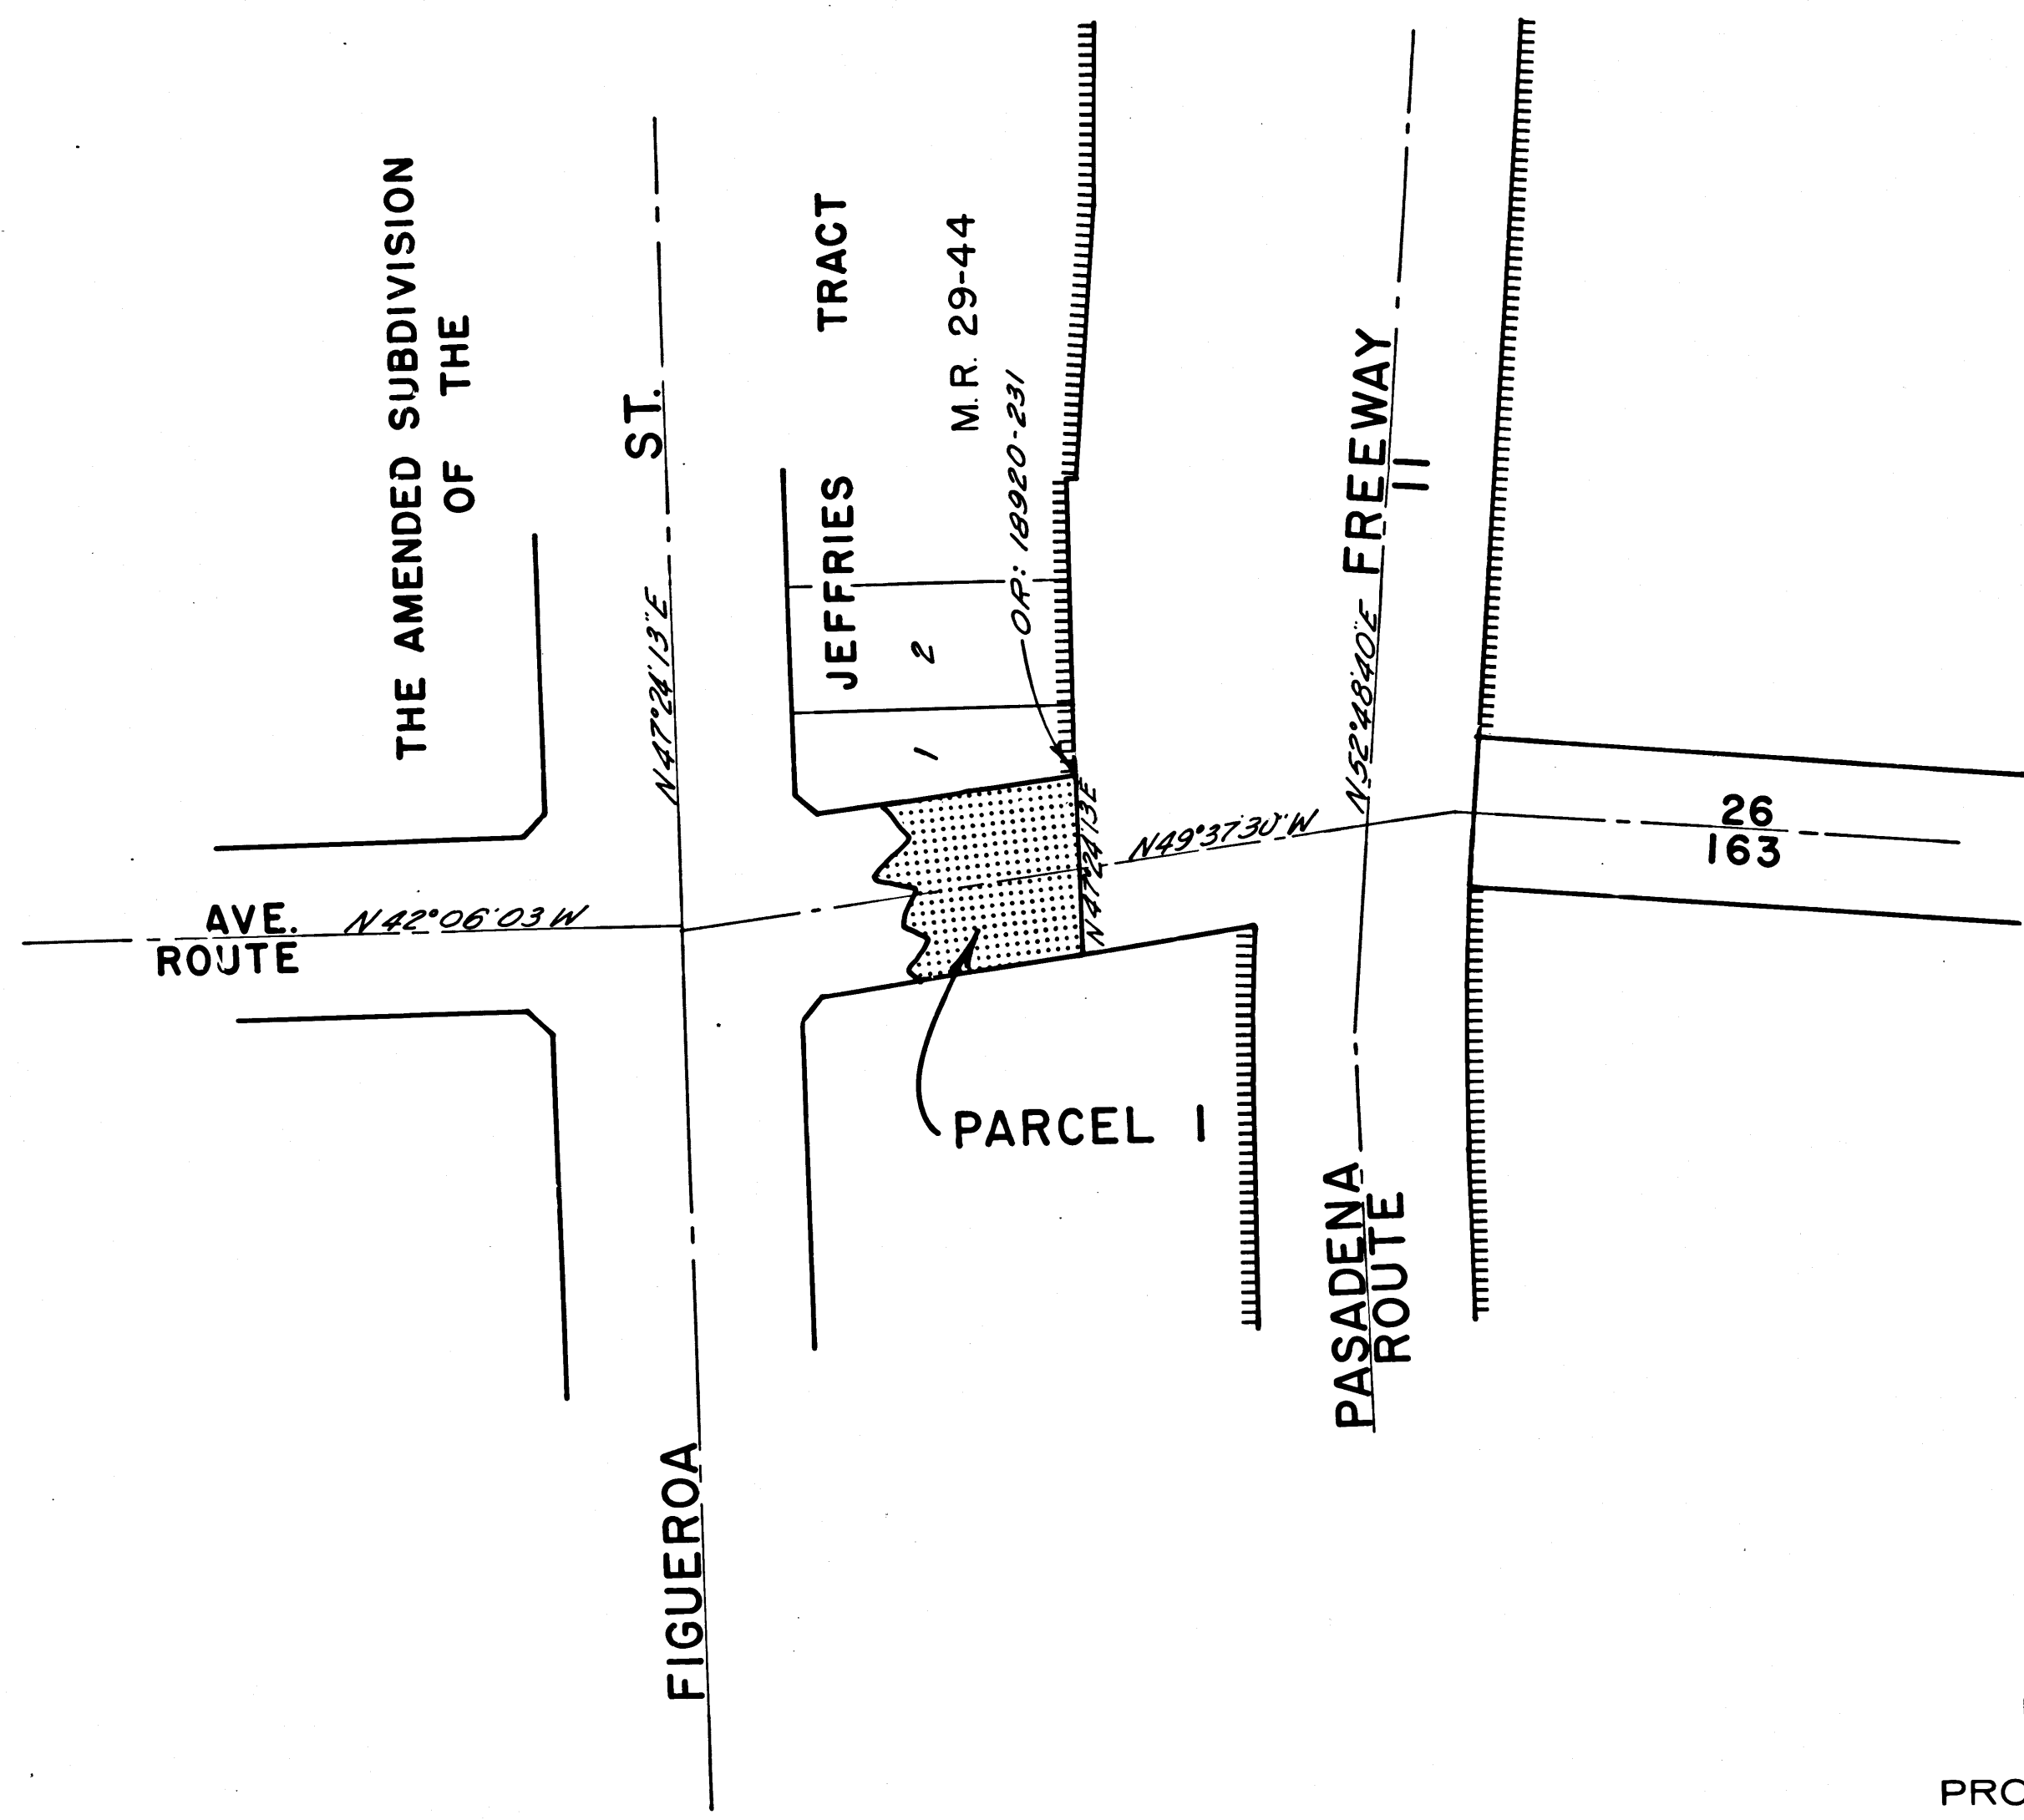 THE AMENDED SUBDIVISION
OF THE
JEFFRIES TRACT
M. R. 29-44
O.R. 18920-231
FIGUEROA ST.
N47°24'13"E
2
1
N47°24'13"E
AVE. 26
ROUTE 163
N42°06'03"W
N49°37'30"W
PARCEL 1
PASADENA FREEWAY
ROUTE 11
N52°48'40"E
PRO